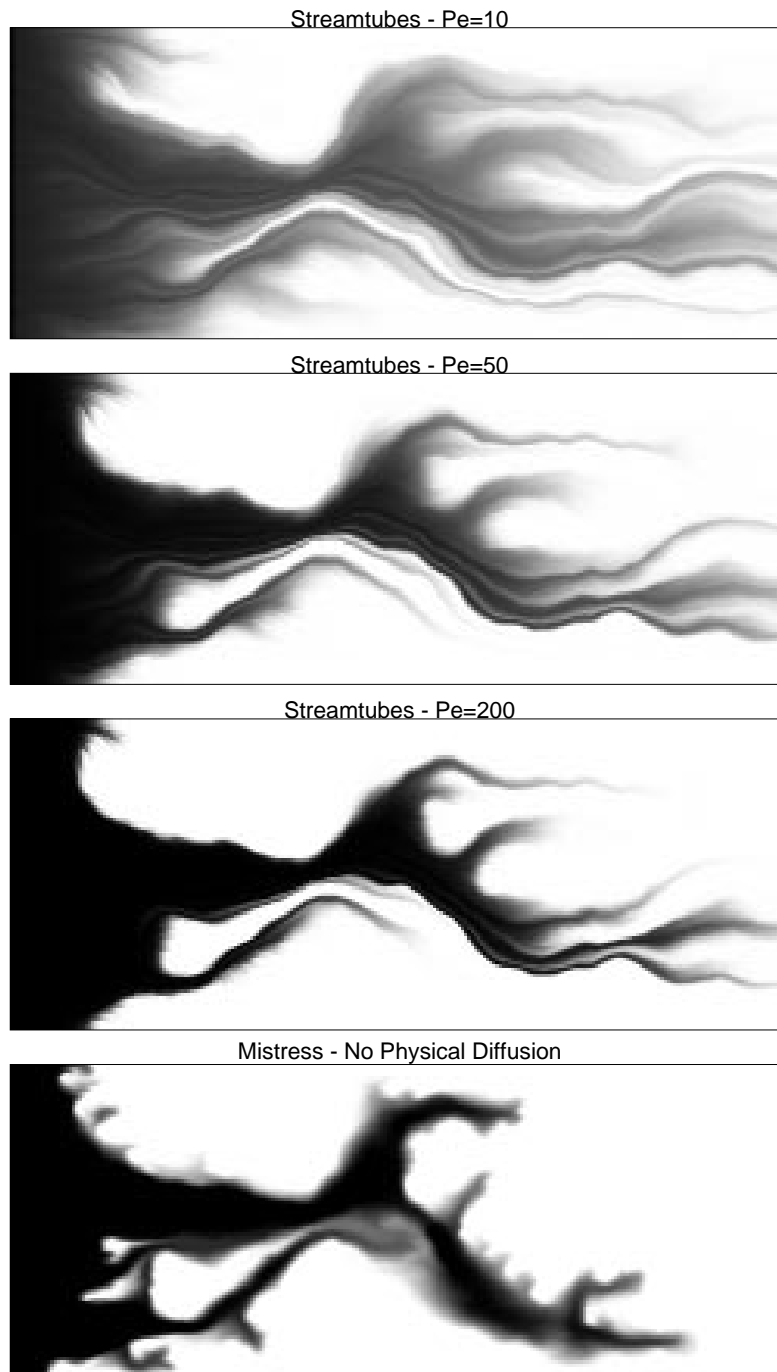 Streamtubes - Pe=10
Streamtubes - Pe=50
Streamtubes - Pe=200
Mistress - No Physical Diffusion